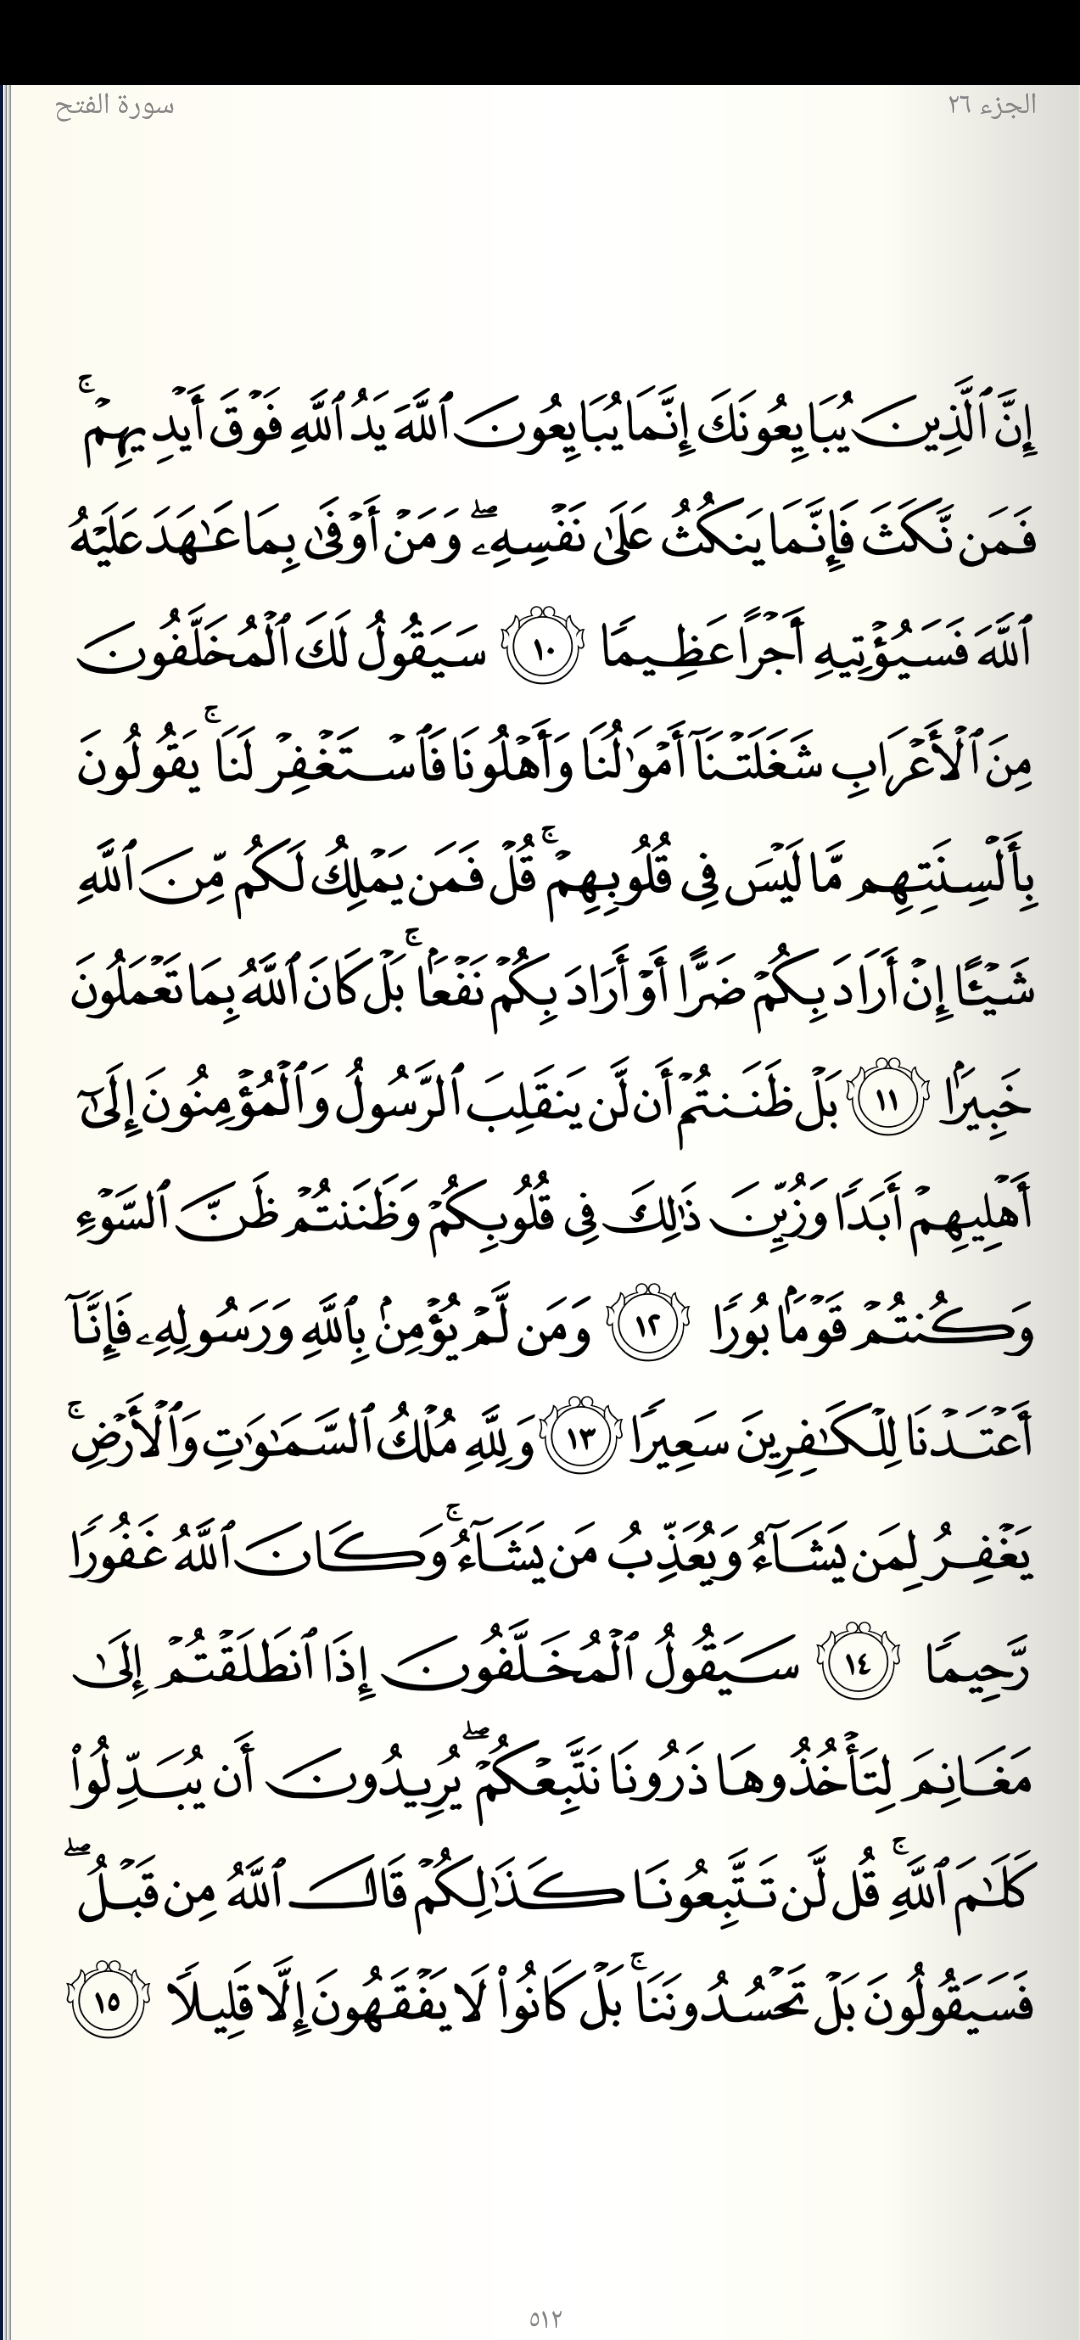 الجزء ٢٦
سورة الفتح
إِنَّ ٱلَّذِينَ يُبَايِعُونَكَ إِنَّمَا يُبَايِعُونَ ٱللَّهَ يَدُ ٱللَّهِ فَوۡقَ أَيۡدِيهِمۡۚ
فَمَن نَّكَثَ فَإِنَّمَا يَنكُثُ عَلَىٰ نَفۡسِهِۦۖ وَمَنۡ أَوۡفَىٰ بِمَا عَٰهَدَ عَلَيۡهُ
ٱللَّهَ فَسَيُؤۡتِيهِ أَجۡرًا عَظِيمٗا ١٠ سَيَقُولُ لَكَ ٱلۡمُخَلَّفُونَ
مِنَ ٱلۡأَعۡرَابِ شَغَلَتۡنَآ أَمۡوَٰلُنَا وَأَهۡلُونَا فَٱسۡتَغۡفِرۡ لَنَاۚ يَقُولُونَ
بِأَلۡسِنَتِهِم مَّا لَيۡسَ فِي قُلُوبِهِمۡۚ قُلۡ فَمَن يَمۡلِكُ لَكُم مِّنَ ٱللَّهِ
شَيۡـًٔا إِنۡ أَرَادَ بِكُمۡ ضَرًّا أَوۡ أَرَادَ بِكُمۡ نَفۡعَۢاۚ بَلۡ كَانَ ٱللَّهُ بِمَا تَعۡمَلُونَ
خَبِيرَۢا ١١ بَلۡ ظَنَنتُمۡ أَن لَّن يَنقَلِبَ ٱلرَّسُولُ وَٱلۡمُؤۡمِنُونَ إِلَىٰٓ
أَهۡلِيهِمۡ أَبَدٗا وَزُيِّنَ ذَٰلِكَ فِي قُلُوبِكُمۡ وَظَنَنتُمۡ ظَنَّ ٱلسَّوۡءِ
وَكُنتُمۡ قَوۡمَۢا بُورٗا ١٢ وَمَن لَّمۡ يُؤۡمِنۢ بِٱللَّهِ وَرَسُولِهِۦ فَإِنَّآ
أَعۡتَدۡنَا لِلۡكَٰفِرِينَ سَعِيرٗا ١٣ وَلِلَّهِ مُلۡكُ ٱلسَّمَٰوَٰتِ وَٱلۡأَرۡضِۚ
يَغۡفِرُ لِمَن يَشَآءُ وَيُعَذِّبُ مَن يَشَآءُۚ وَكَانَ ٱللَّهُ غَفُورٗا
رَّحِيمٗا ١٤ سَيَقُولُ ٱلۡمُخَلَّفُونَ إِذَا ٱنطَلَقۡتُمۡ إِلَىٰ
مَغَانِمَ لِتَأۡخُذُوهَا ذَرُونَا نَتَّبِعۡكُمۡۖ يُرِيدُونَ أَن يُبَدِّلُواْ
كَلَٰمَ ٱللَّهِۚ قُل لَّن تَتَّبِعُونَا كَذَٰلِكُمۡ قَالَ ٱللَّهُ مِن قَبۡلُۖ
فَسَيَقُولُونَ بَلۡ تَحۡسُدُونَنَاۚ بَلۡ كَانُواْ لَا يَفۡقَهُونَ إِلَّا قَلِيلٗا ١٥
٥١٢